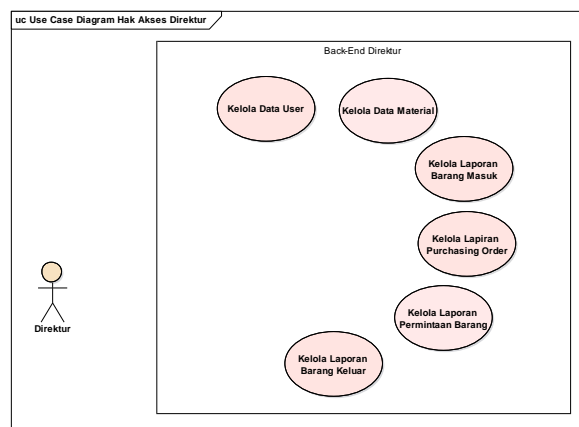 uc Use Case Diagram Hak Akses Direktur
Back-End Direktur
Kelola Data User
Kelola Data Material
Kelola Laporan
Barang Masuk
Kelola Lapiran
Purchasing Order
Direktur
Kelola Laporan
Permintaan Barang
Kelola Laporan
Barang Keluar